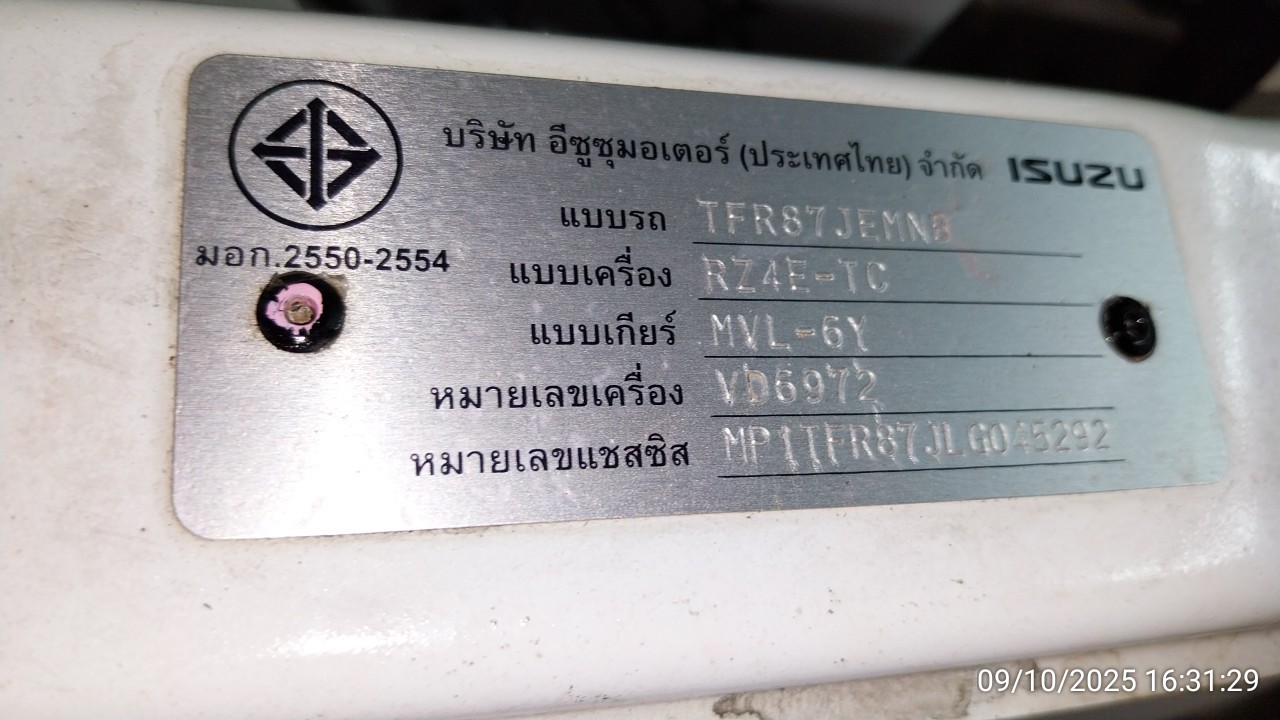 บริษัท อีซูซุมอเตอร์ (ประเทศไทย) จำกัด ISUZU
มอก.2550-2554
แบบรถ TFR87JEMNB
แบบเครื่อง RZ4E-TC
แบบเกียร์ MVL-6Y
หมายเลขเครื่อง VD6972
หมายเลขแชสซิส MP1TFR87JLG045292
09/10/2025 16:31:29